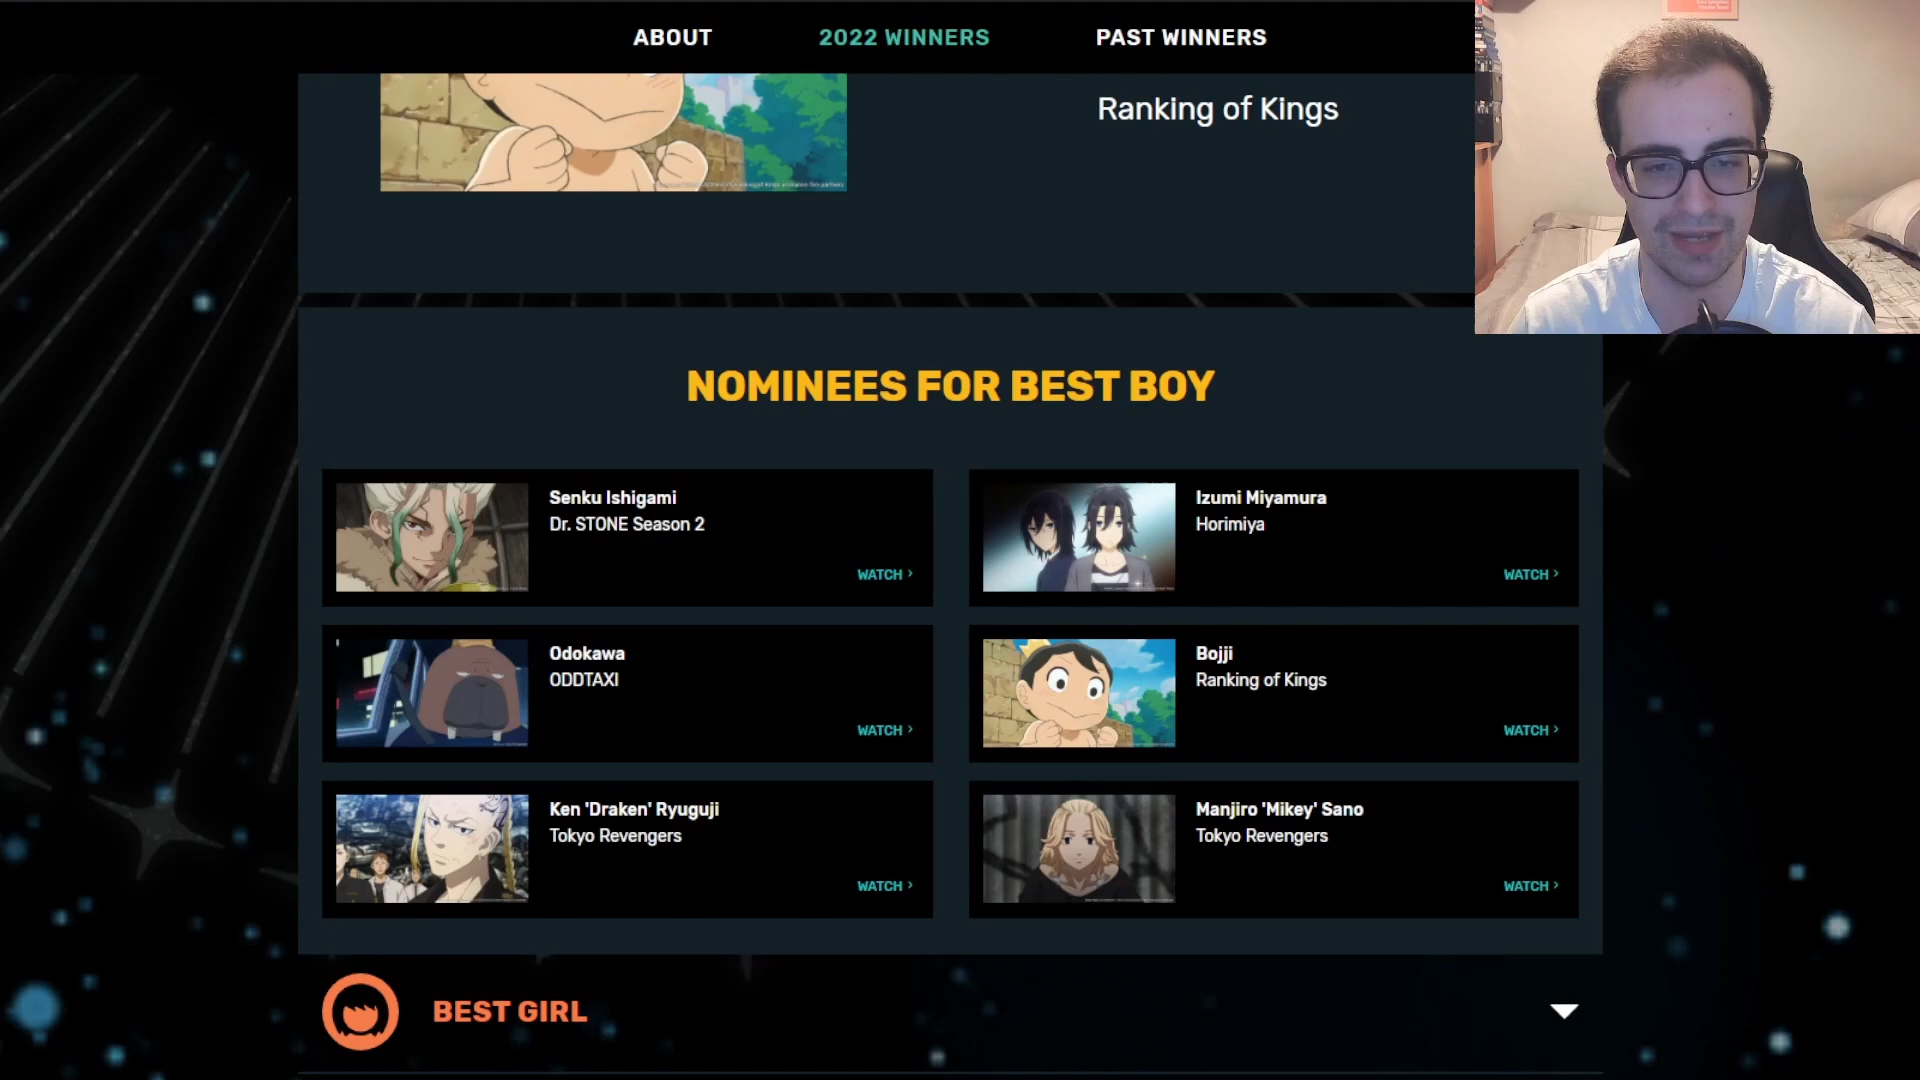 ABOUT
2022 WINNERS
PAST WINNERS
Ranking of Kings
NOMINEES FOR BEST BOY
Senku Ishigami
Dr. STONE Season 2
WATCH ›
Izumi Miyamura
Horimiya
WATCH ›
Odokawa
ODDTAXI
WATCH ›
Bojji
Ranking of Kings
WATCH ›
Ken 'Draken' Ryuguji
Tokyo Revengers
WATCH ›
Manjiro 'Mikey' Sano
Tokyo Revengers
WATCH ›
BEST GIRL